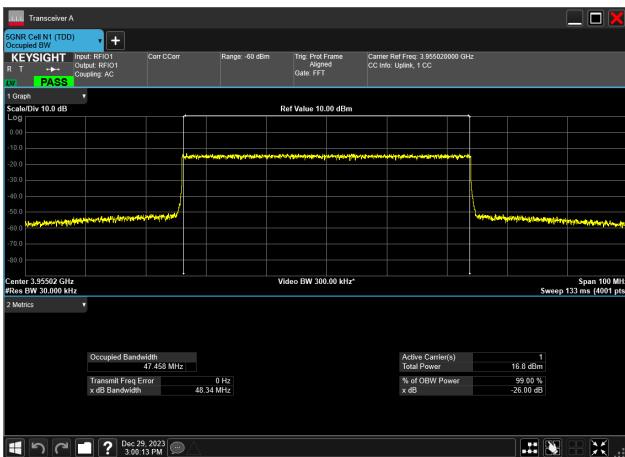 Transceiver A
5GNR Cell N1 (TDD)
Occupied BW
KEYSIGHT
R T
LV
PASS
Input: RFIO1
Output: RFIO1
Coupling: AC
Corr CCorr
Range: -60 dBm
Trig: Prot Frame
Aligned
Gate: FFT
Carrier Ref Freq: 3.955020000 GHz
CC Info: Uplink, 1 CC
1 Graph
Scale/Div 10.0 dB
Ref Value 10.00 dBm
Log
0.00
-10.0
-20.0
-30.0
-40.0
-50.0
-60.0
-70.0
-80.0
Center 3.95502 GHz
Video BW 300.00 kHz*
Span 100 MHz
#Res BW 30.000 kHz
Sweep 133 ms (4001 pts
2 Metrics
Occupied Bandwidth
47.458 MHz
Transmit Freq Error 0 Hz
x dB Bandwidth 48.34 MHz
Active Carrier(s) 1
Total Power 16.8 dBm
% of OBW Power 99.00 %
x dB -26.00 dB
Dec 29, 2023
3:00:13 PM